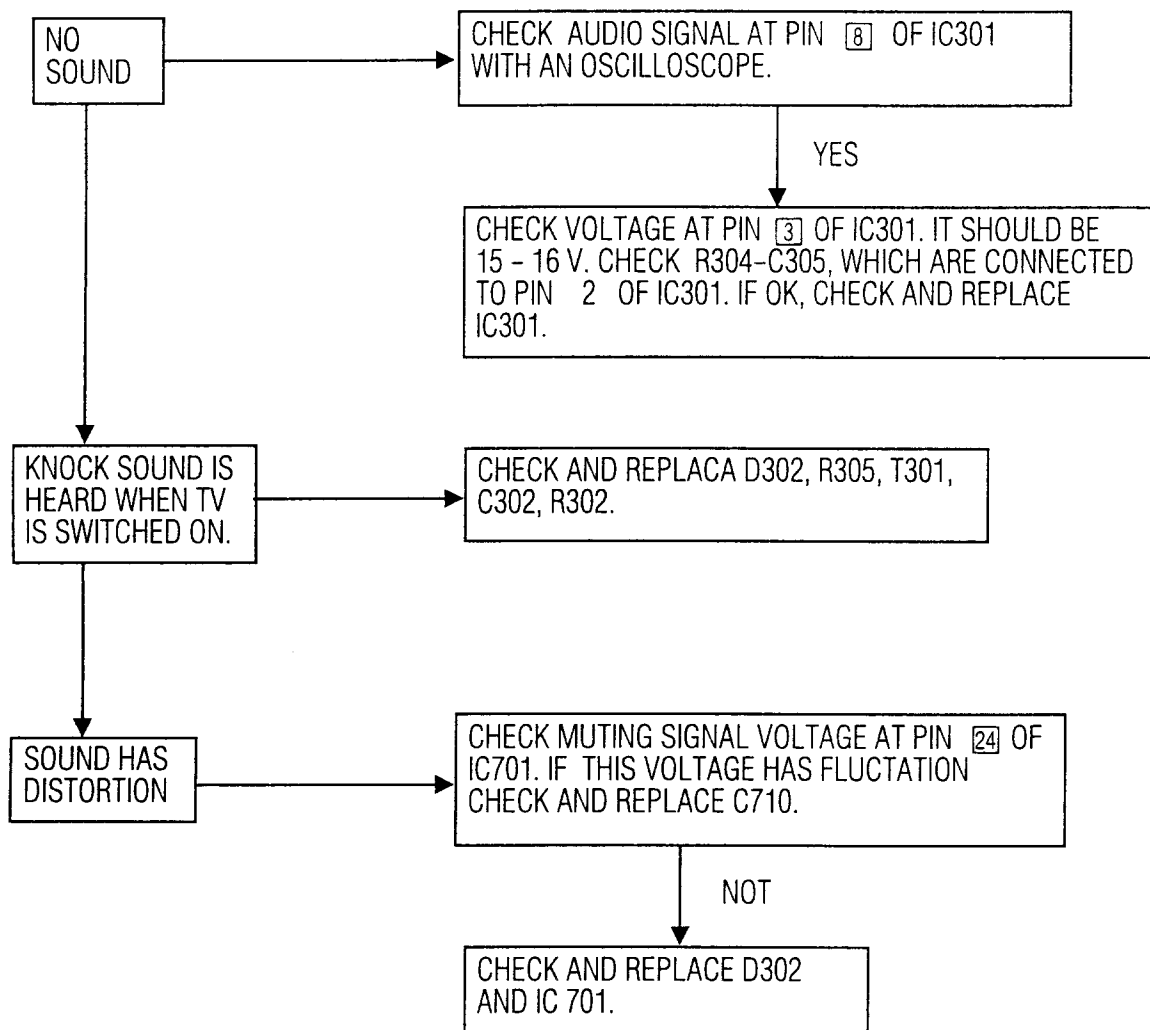 NO
SOUND
CHECK AUDIO SIGNAL AT PIN 8 OF IC301
WITH AN OSCILLOSCOPE.
YES
CHECK VOLTAGE AT PIN 3 OF IC301. IT SHOULD BE
15 – 16 V. CHECK R304–C305, WHICH ARE CONNECTED
TO PIN 2 OF IC301. IF OK, CHECK AND REPLACE
IC301.
KNOCK SOUND IS
HEARD WHEN TV
IS SWITCHED ON.
CHECK AND REPLACA D302, R305, T301,
C302, R302.
SOUND HAS
DISTORTION
CHECK MUTING SIGNAL VOLTAGE AT PIN 24 OF
IC701. IF THIS VOLTAGE HAS FLUCTATION
CHECK AND REPLACE C710.
NOT
CHECK AND REPLACE D302
AND IC 701.